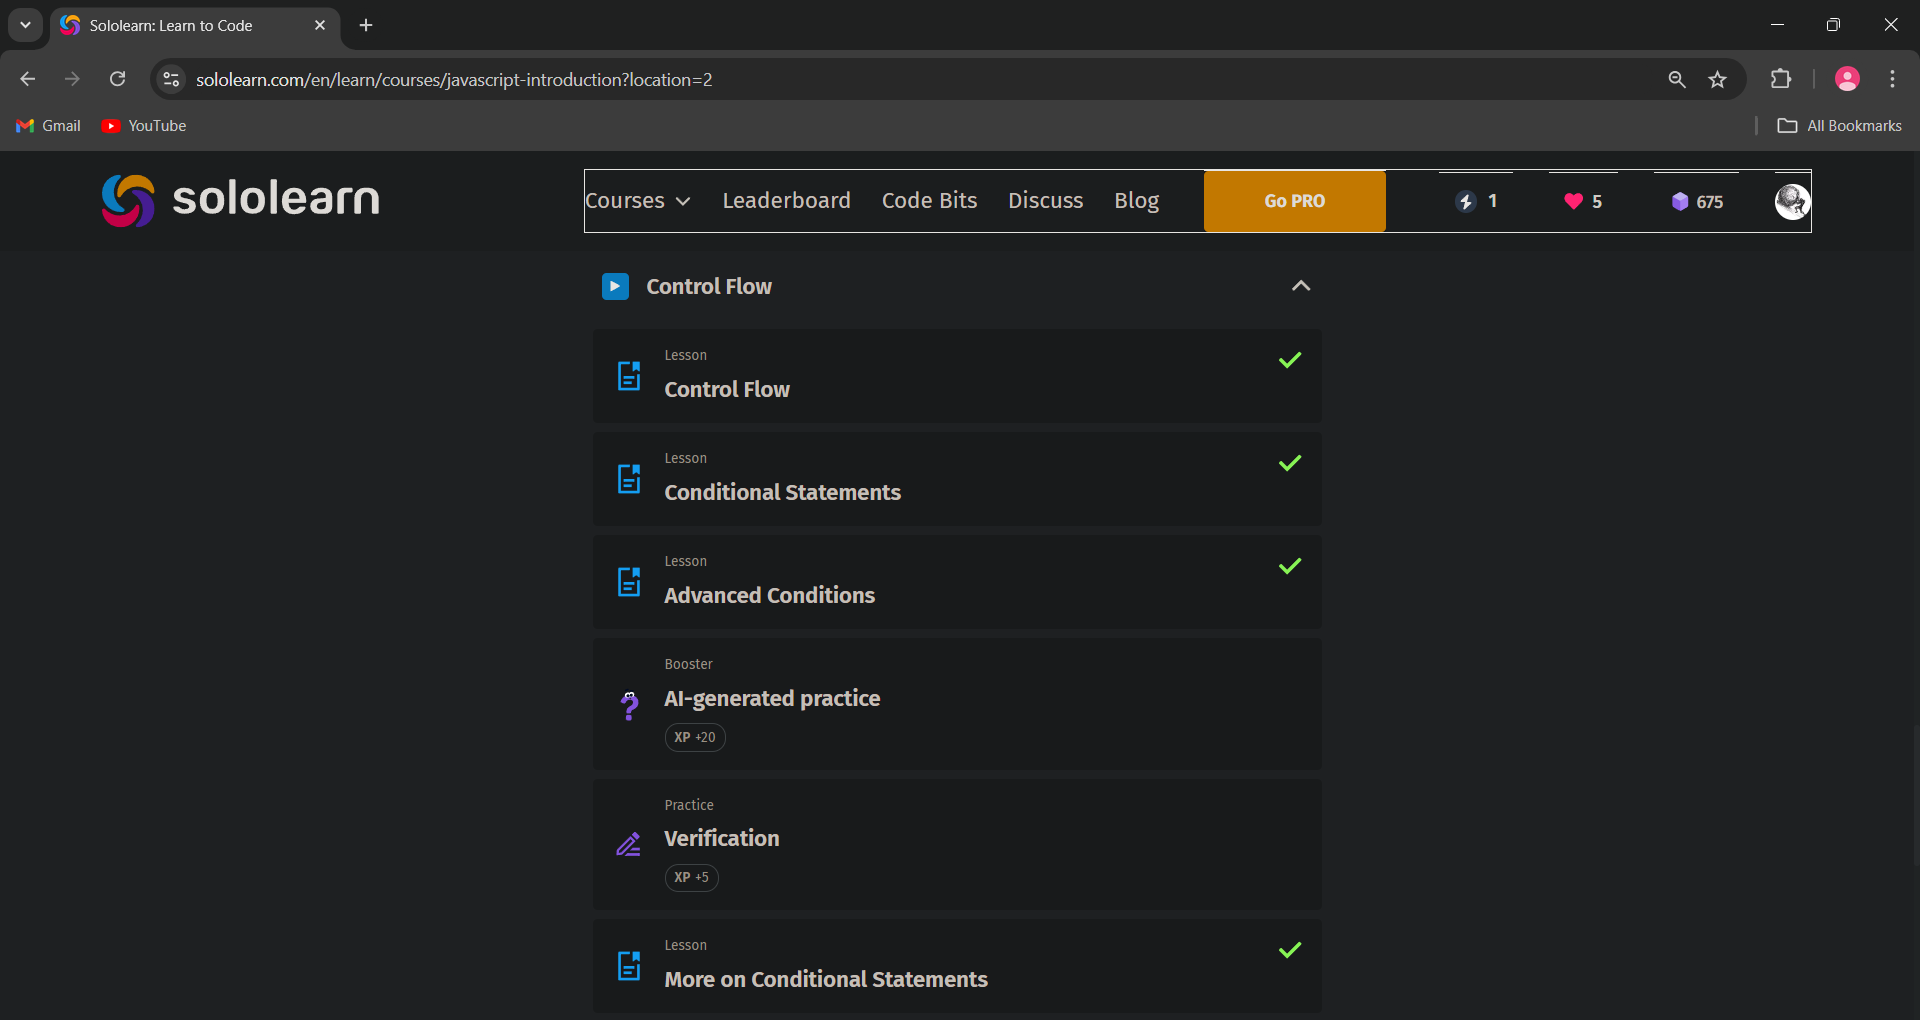 Sololearn: Learn to Code
sololearn.com/en/learn/courses/javascript-introduction?location=2
Gmail YouTube All Bookmarks
sololearn Courses Leaderboard Code Bits Discuss Blog Go PRO 1 5 675
Control Flow
Lesson
Control Flow
Lesson
Conditional Statements
Lesson
Advanced Conditions
Booster
AI-generated practice
XP +20
Practice
Verification
XP +5
Lesson
More on Conditional Statements